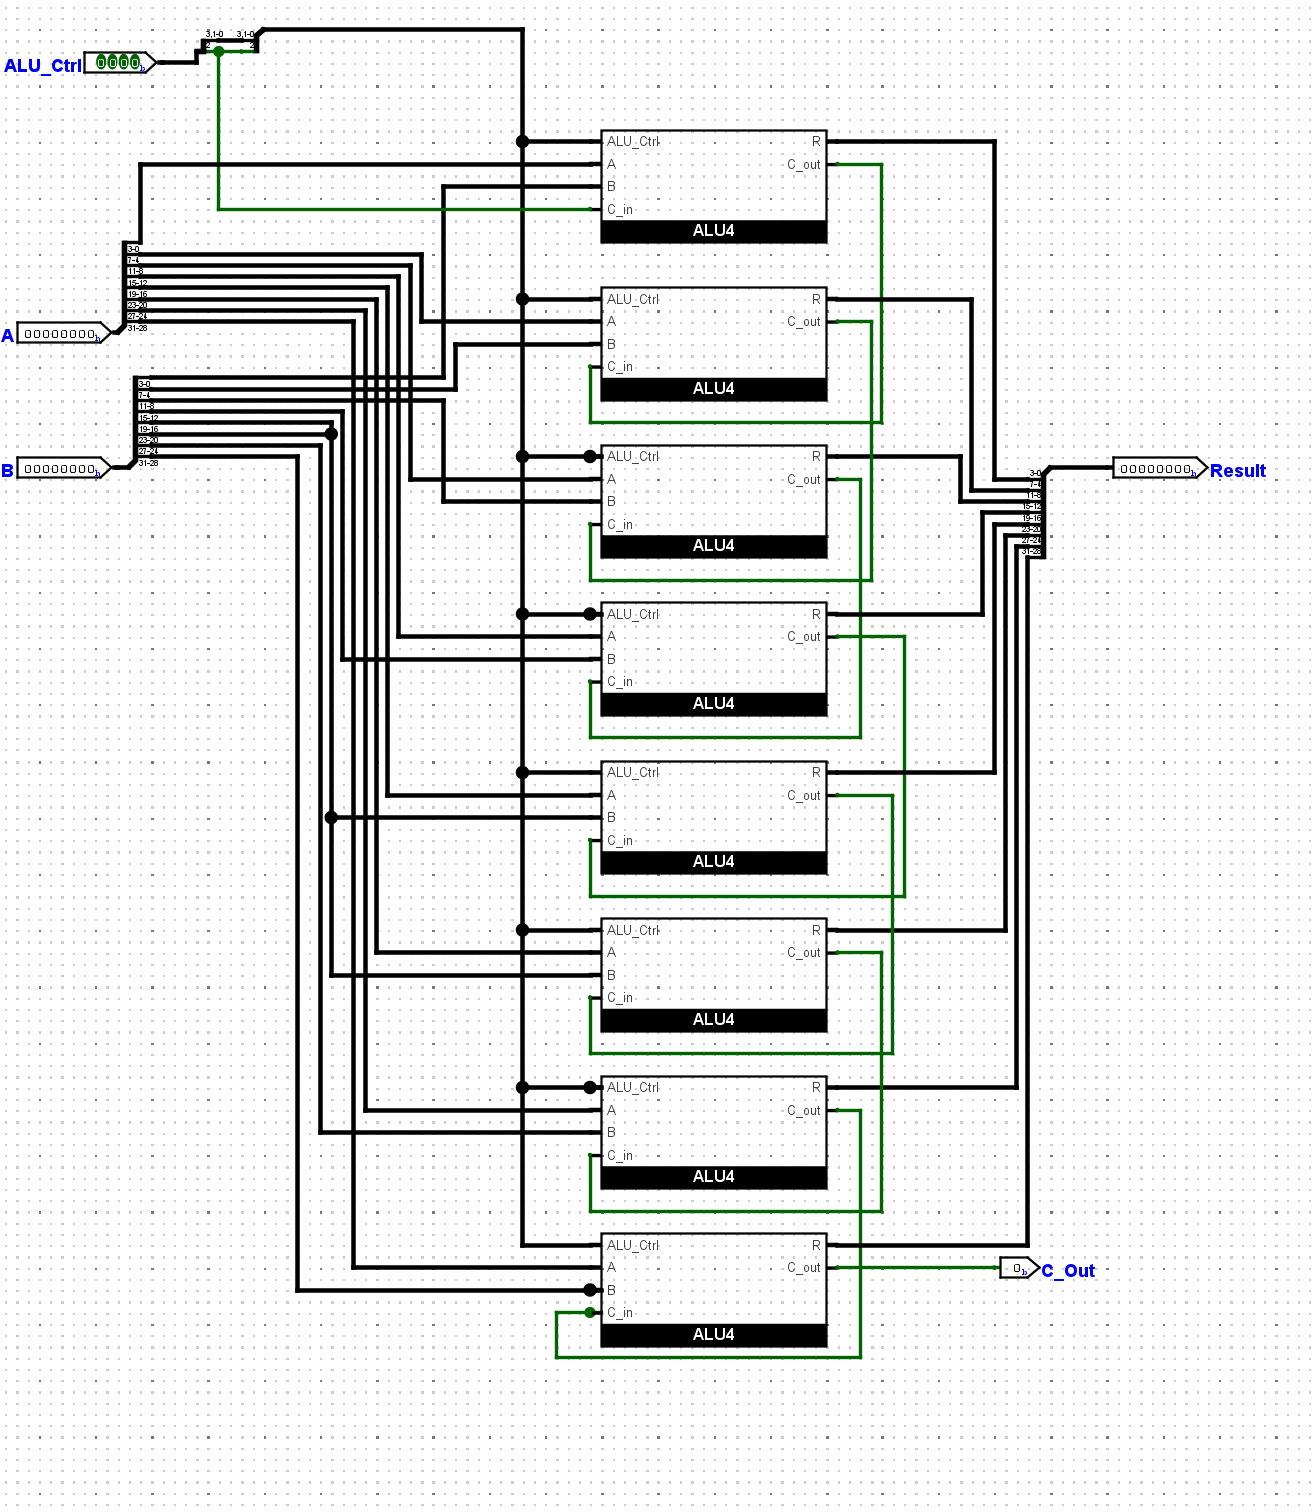 3,1-0 3,1-0
2 2
ALU_Ctrl 0000
ALU_Ctrl R
A C_out
B
C_in
ALU4
3-0
7-4
11-8
15-12
19-16
23-20
27-24
31-28
A 00000000
ALU_Ctrl R
A C_out
B
C_in
ALU4
3-0
7-4
11-8
15-12
19-16
23-20
27-24
31-28
B 00000000
ALU_Ctrl R
A C_out
B
C_in
ALU4
3-0
7-4
11-8
15-12
19-16
23-20
27-24
31-28
00000000 Result
ALU_Ctrl R
A C_out
B
C_in
ALU4
ALU_Ctrl R
A C_out
B
C_in
ALU4
ALU_Ctrl R
A C_out
B
C_in
ALU4
ALU_Ctrl R
A C_out
B
C_in
ALU4
ALU_Ctrl R
A C_out
B
C_in
ALU4
0 C_Out